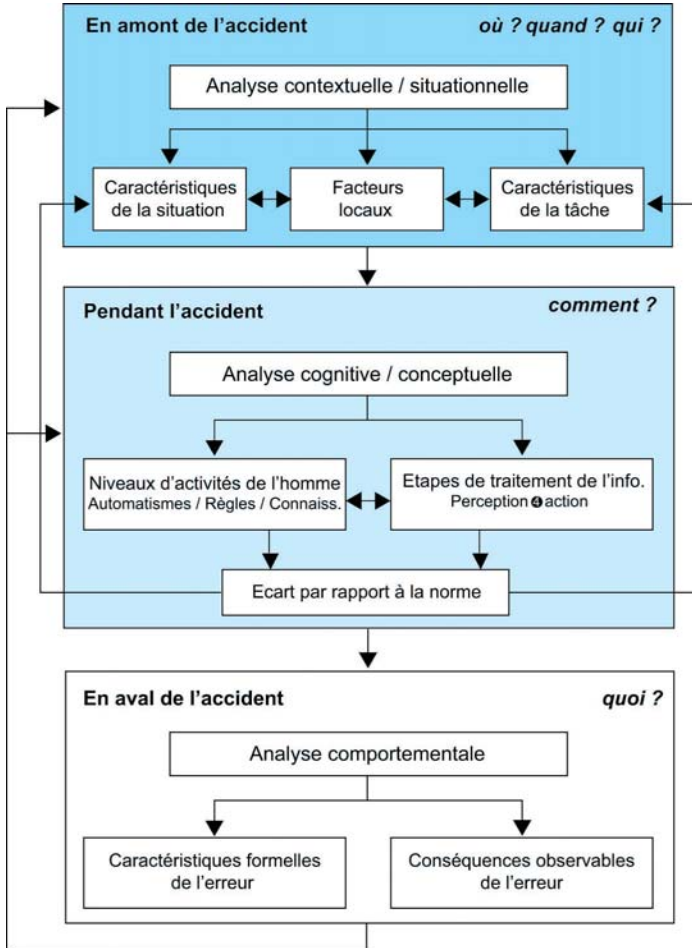 En amont de l'accident
où ? quand ? qui ?
Analyse contextuelle / situationnelle
Caractéristiques
de la situation
Facteurs
locaux
Caractéristiques
de la tâche
Pendant l'accident
comment ?
Analyse cognitive / conceptuelle
Niveaux d'activités de l'homme
Automatismes / Règles / Connaiss.
Etapes de traitement de l'info.
Perception ❹ action
Ecart par rapport à la norme
En aval de l'accident
quoi ?
Analyse comportementale
Caractéristiques formelles
de l'erreur
Conséquences observables
de l'erreur